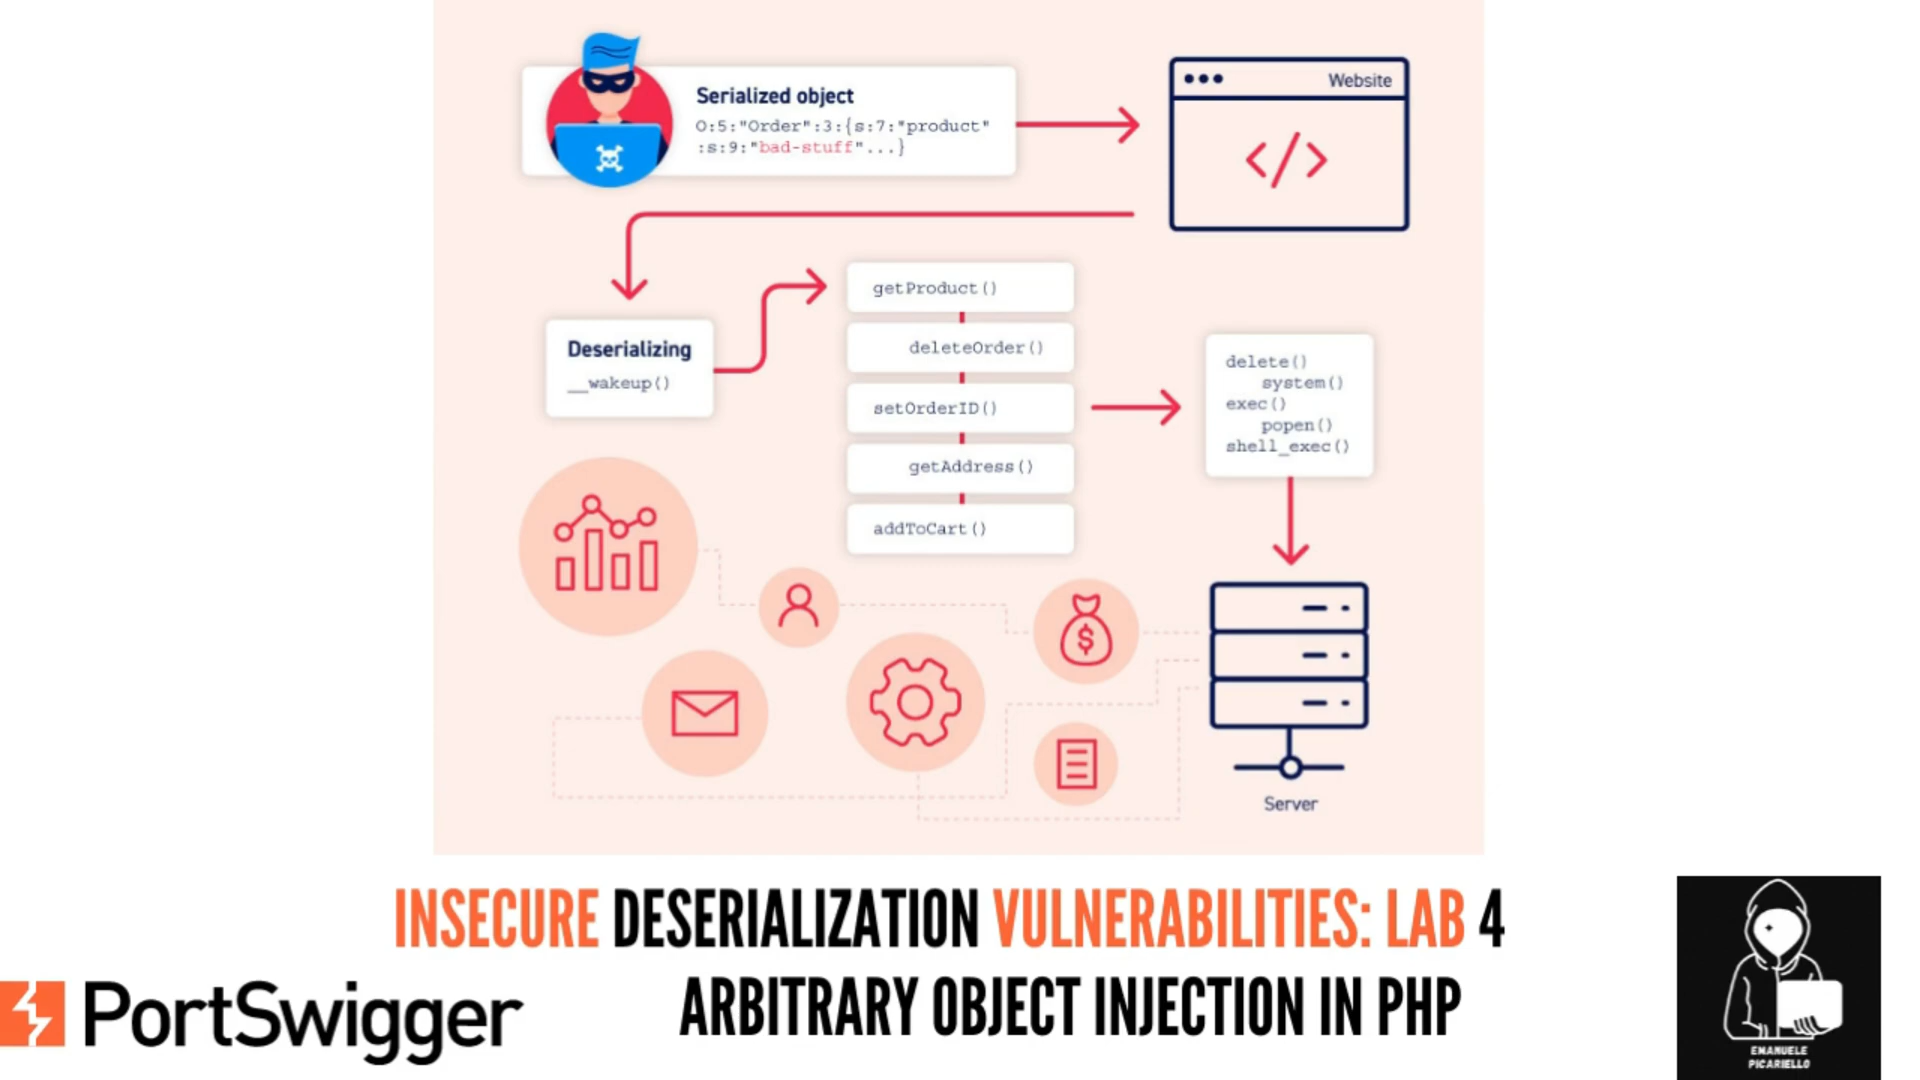 Serialized object
O:5:"Order":3:{s:7:"product"
:s:9:"bad-stuff"...}
Website
</>
getProduct()
deleteOrder()
setOrderID()
getAddress()
addToCart()
Deserializing
__wakeup()
delete()
system()
exec()
popen()
shell_exec()
$
Server
INSECURE DESERIALIZATION VULNERABILITIES: LAB 4
ARBITRARY OBJECT INJECTION IN PHP
PortSwigger
EMANUELE
PICARIELLO